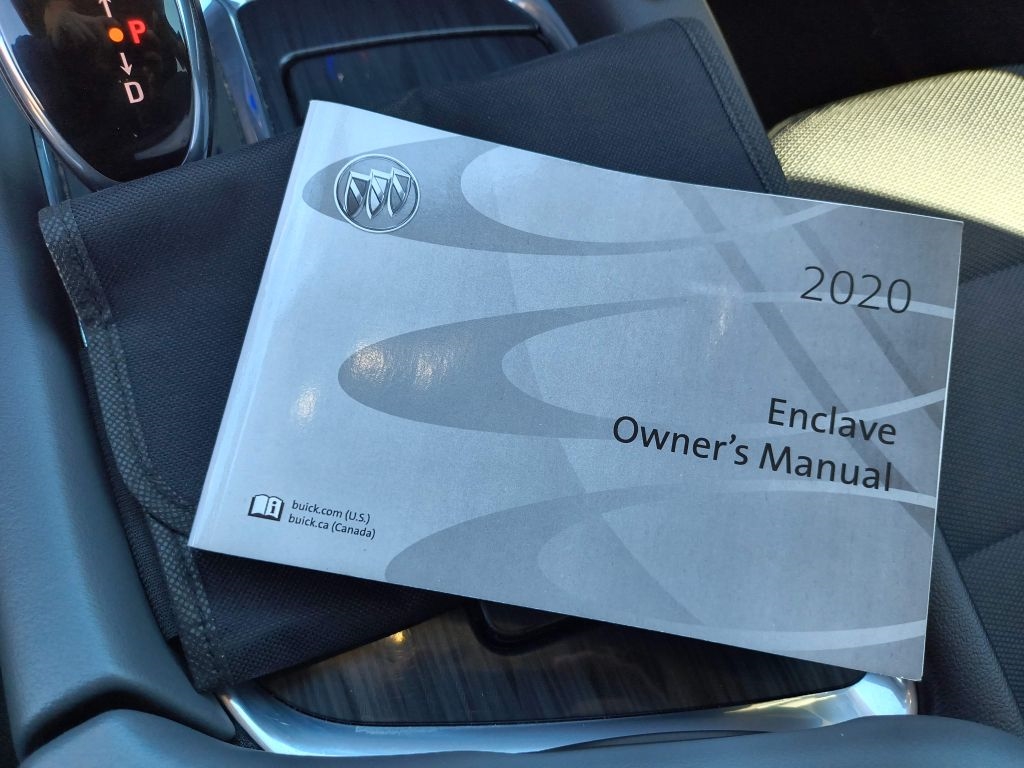 P
D
2020
Enclave
Owner's Manual
buick.com (U.S.)
buick.ca (Canada)